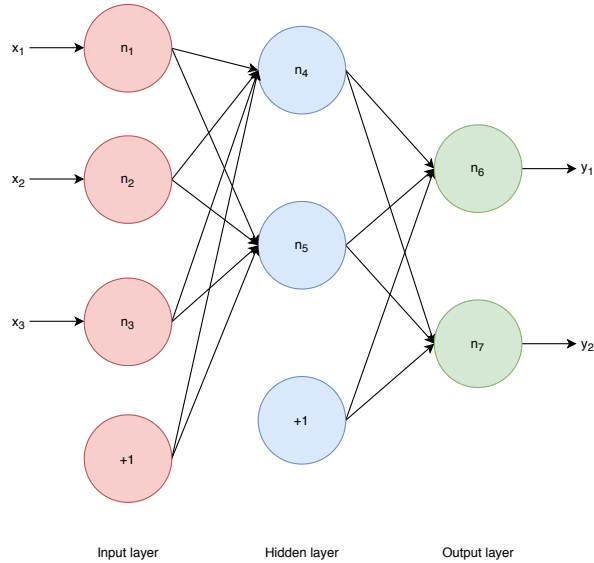 x₁
n₁
n₄
x₂
n₂
n₆
y₁
n₅
x₃
n₃
n₇
y₂
+1
+1
Input layer
Hidden layer
Output layer